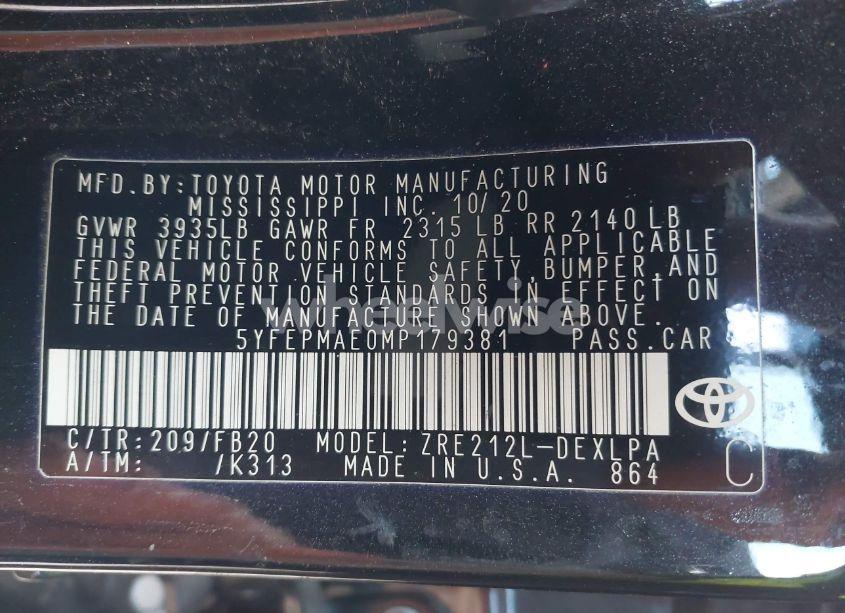 MFD.BY:TOYOTA MOTOR MANUFACTURING
MISSISSIPPI INC. 10/20
GVWR 3935LB GAWR FR 2315 LB RR 2140 LB
THIS VEHICLE CONFORMS TO ALL APPLICABLE
FEDERAL MOTOR VEHICLE SAFETY,BUMPER,AND
THEFT PREVENTION STANDARDS IN EFFECT ON
THE DATE OF MANUFACTURE SHOWN ABOVE.
5YFEPMAE0MP179381 PASS.CAR
C/TR:209/FB20 MODEL:ZRE212L-DEXLPA
A/TM: /K313 MADE IN U.S.A. 864
C
wheelwise